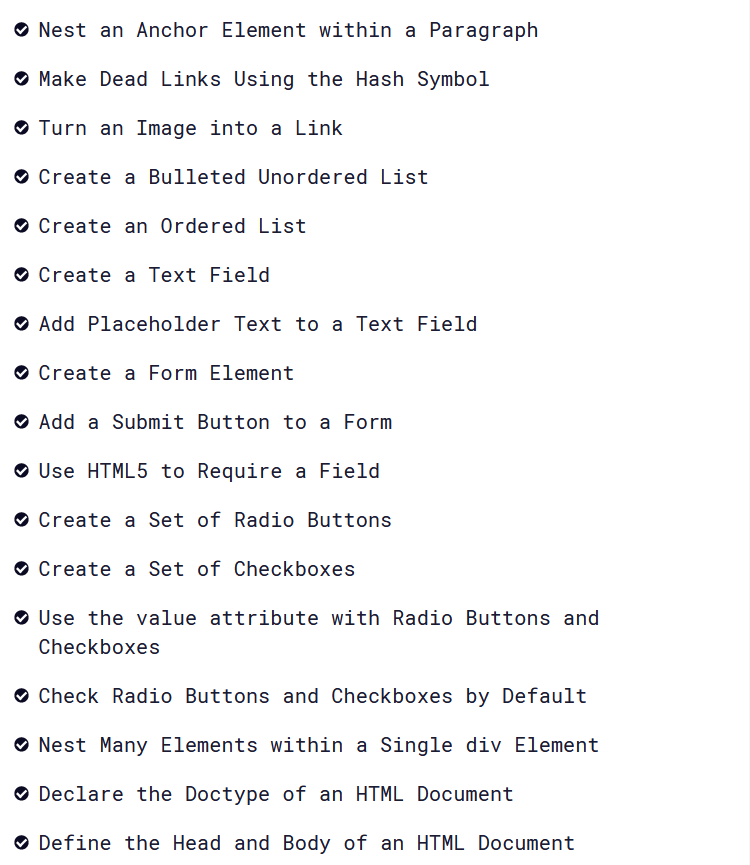 Nest an Anchor Element within a Paragraph
Make Dead Links Using the Hash Symbol
Turn an Image into a Link
Create a Bulleted Unordered List
Create an Ordered List
Create a Text Field
Add Placeholder Text to a Text Field
Create a Form Element
Add a Submit Button to a Form
Use HTML5 to Require a Field
Create a Set of Radio Buttons
Create a Set of Checkboxes
Use the value attribute with Radio Buttons and
Checkboxes
Check Radio Buttons and Checkboxes by Default
Nest Many Elements within a Single div Element
Declare the Doctype of an HTML Document
Define the Head and Body of an HTML Document